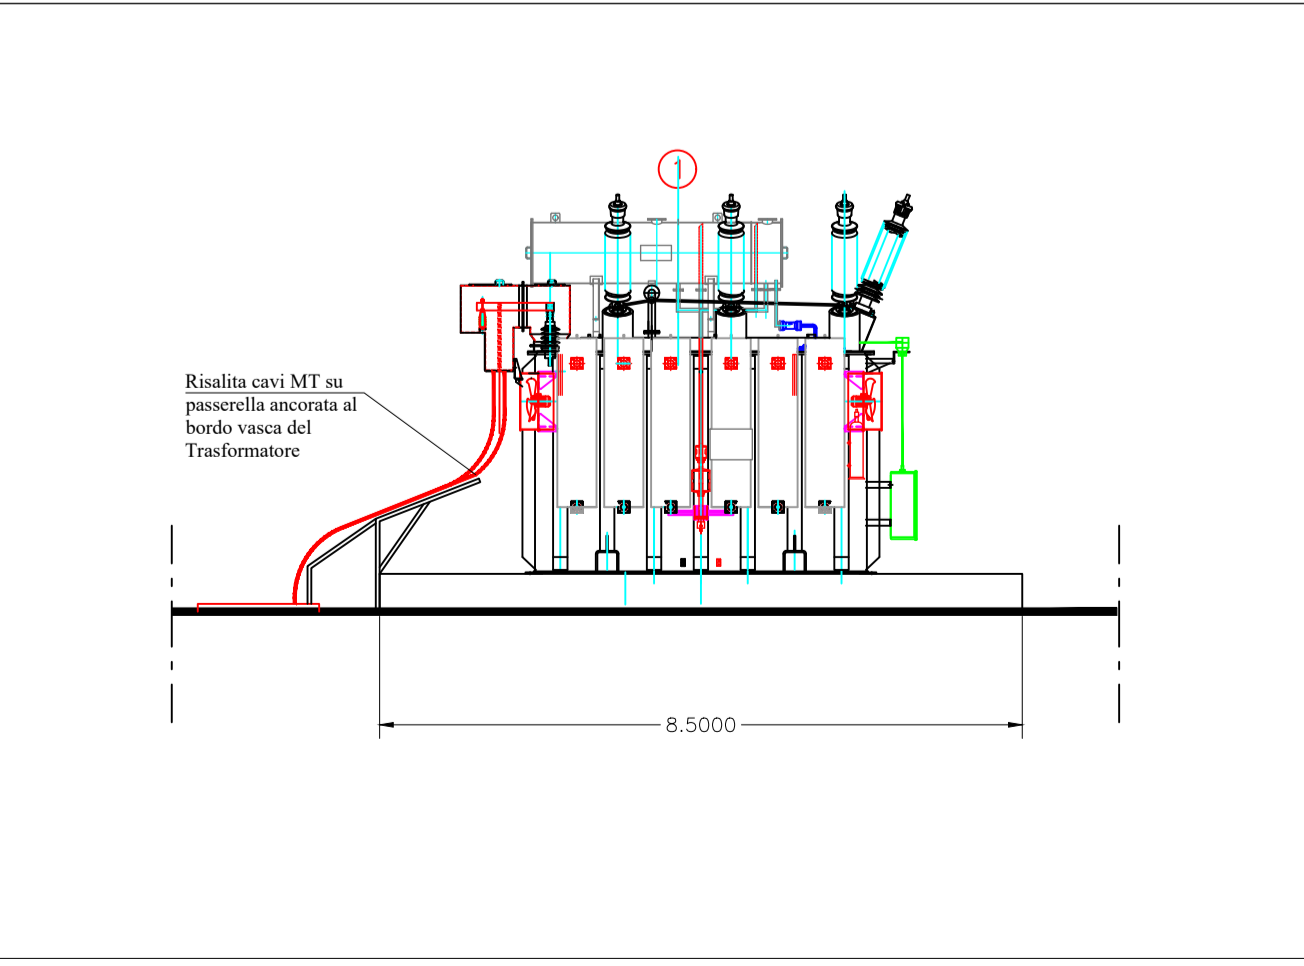 1
Risalita cavi MT su
passerella ancorata al
bordo vasca del
Trasformatore
8.5000